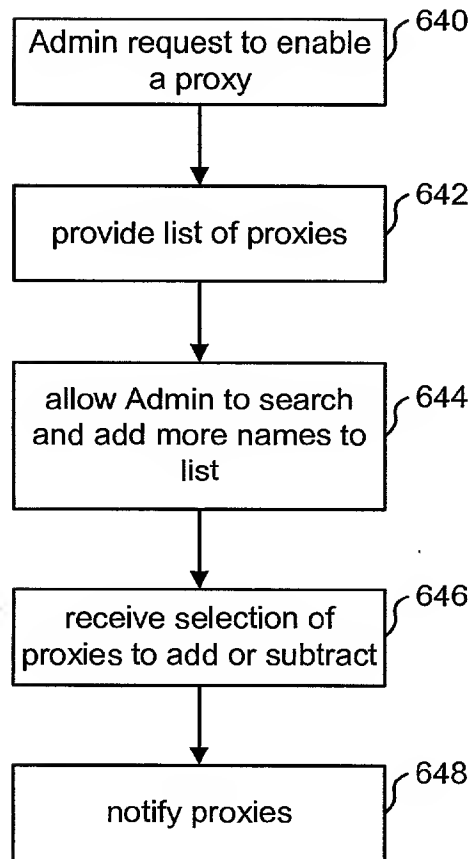 640
Admin request to enable
a proxy
642
provide list of proxies
644
allow Admin to search
and add more names to
list
646
receive selection of
proxies to add or subtract
648
notify proxies